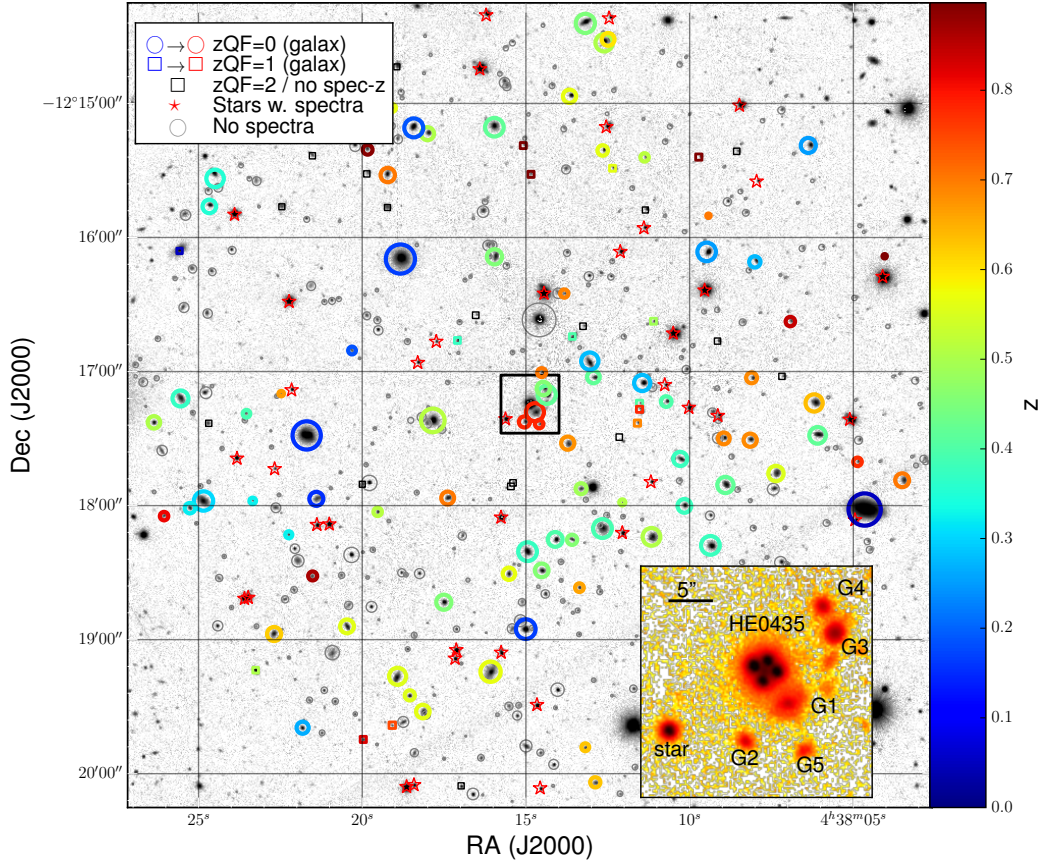 zQF=0 (galax)
zQF=1 (galax)
zQF=2 / no spec-z
Stars w. spectra
No spectra
−12°15′00″
16′00″
17′00″
18′00″
19′00″
20′00″
Dec (J2000)
25ˢ
20ˢ
15ˢ
10ˢ
4ʰ38ᵐ05ˢ
RA (J2000)
5”
G4
HE0435
G3
G1
star
G2
G5
0.8
0.7
0.6
0.5
0.4
0.3
0.2
0.1
0.0
z